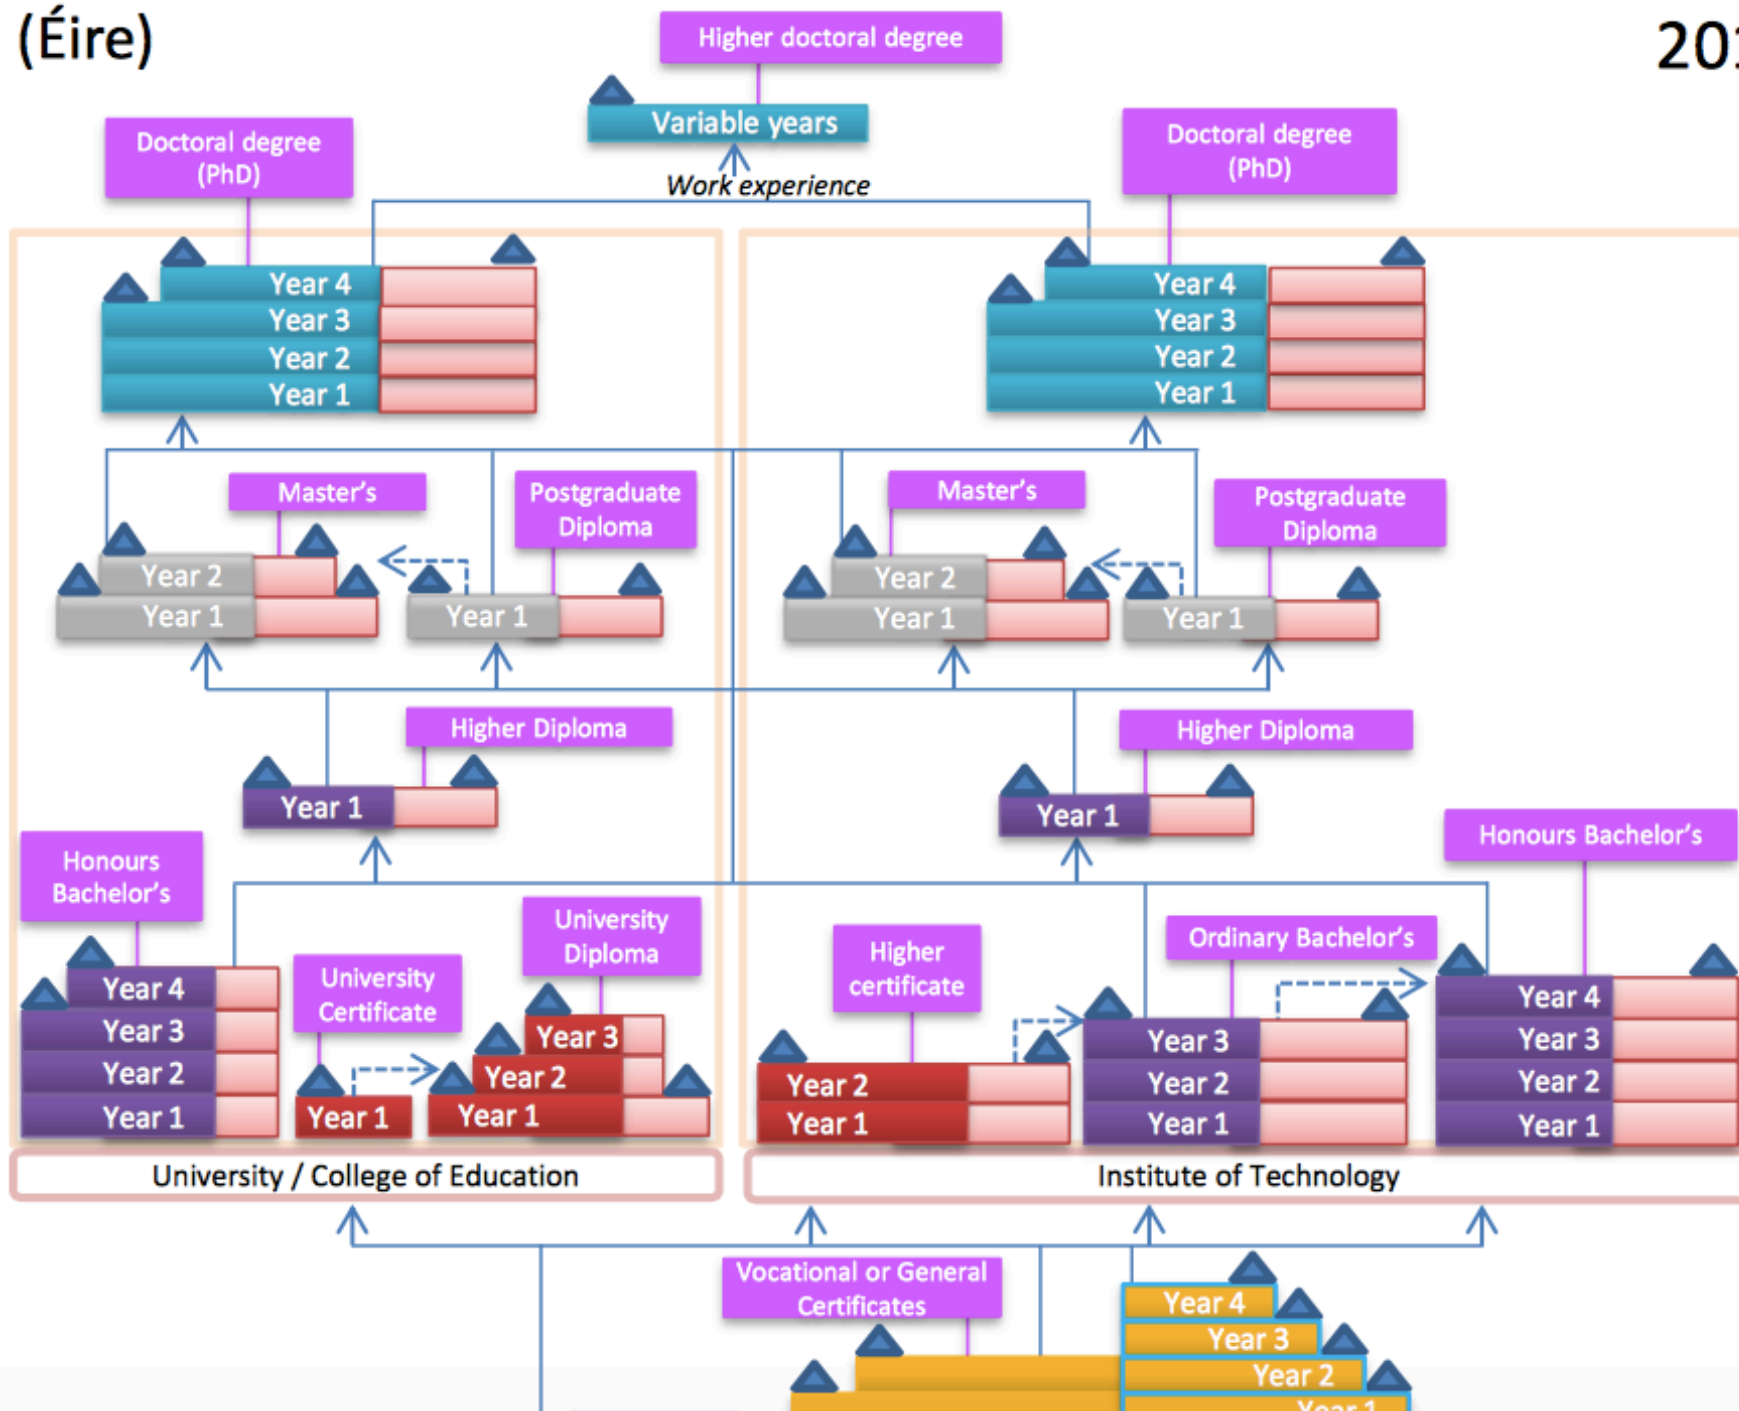 (Éire)
201
Higher doctoral degree
Variable years
Work experience
Doctoral degree
(PhD)
Doctoral degree
(PhD)
Year 4
Year 3
Year 2
Year 1
Year 4
Year 3
Year 2
Year 1
Master's
Postgraduate
Diploma
Year 2
Year 1
Year 1
Master's
Postgraduate
Diploma
Year 2
Year 1
Year 1
Higher Diploma
Year 1
Higher Diploma
Year 1
Honours
Bachelor's
Year 4
Year 3
Year 2
Year 1
University
Certificate
Year 1
University
Diploma
Year 3
Year 2
Year 1
Higher
certificate
Year 2
Year 1
Ordinary Bachelor's
Year 3
Year 2
Year 1
Honours Bachelor's
Year 4
Year 3
Year 2
Year 1
University / College of Education
Institute of Technology
Vocational or General
Certificates
Year 4
Year 3
Year 2
Year 1